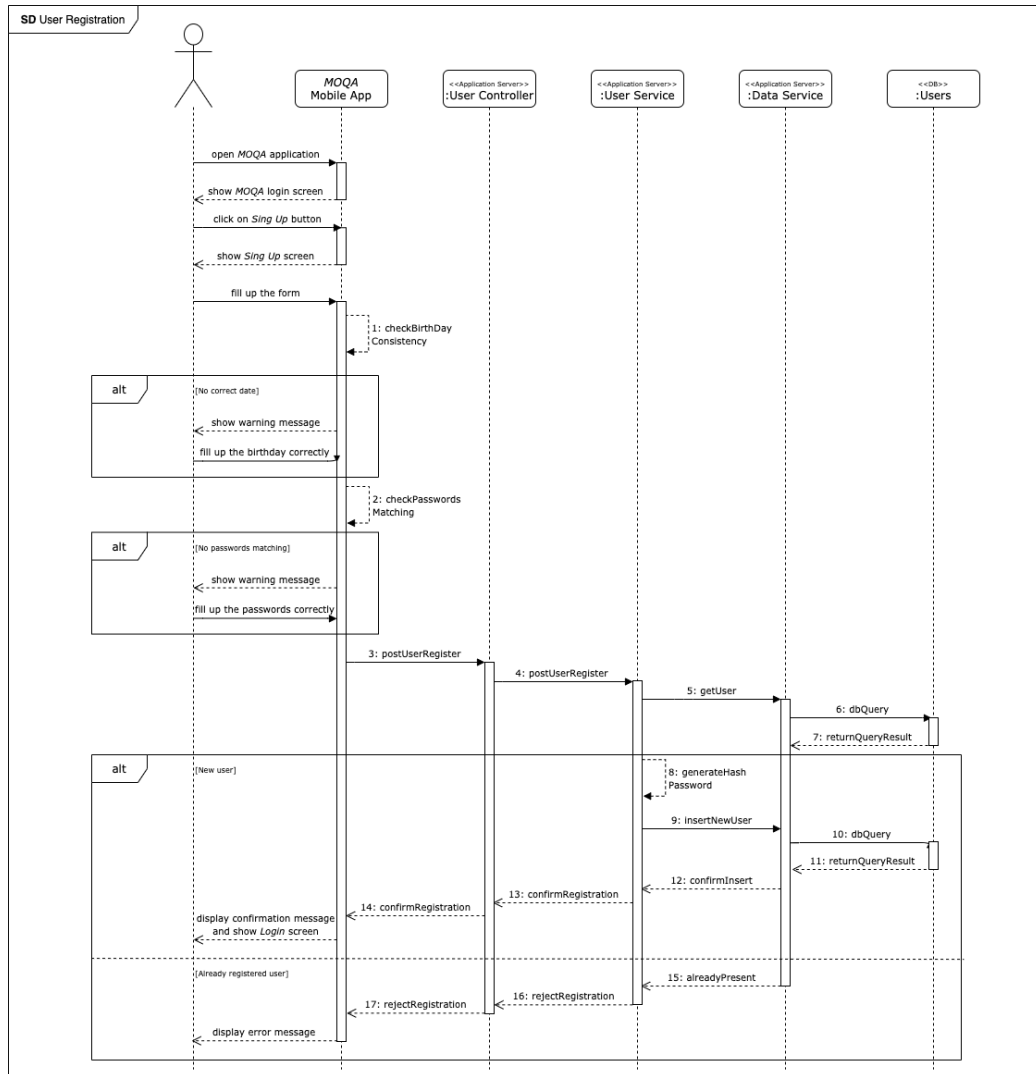 SD User Registration
MOQA
Mobile App
<<Application Server>>
:User Controller
<<Application Server>>
:User Service
<<Application Server>>
:Data Service
<<DB>>
:Users
open MOQA application
show MOQA login screen
click on Sing Up button
show Sing Up screen
fill up the form
1: checkBirthDay
Consistency
alt
[No correct date]
show warning message
fill up the birthday correctly
2: checkPasswords
Matching
alt
[No passwords matching]
show warning message
fill up the passwords correctly
3: postUserRegister
4: postUserRegister
5: getUser
6: dbQuery
7: returnQueryResult
alt
[New user]
8: generateHash
Password
9: insertNewUser
10: dbQuery
11: returnQueryResult
12: confirmInsert
13: confirmRegistration
14: confirmRegistration
display confirmation message
and show Login screen
[Already registered user]
15: alreadyPresent
16: rejectRegistration
17: rejectRegistration
display error message